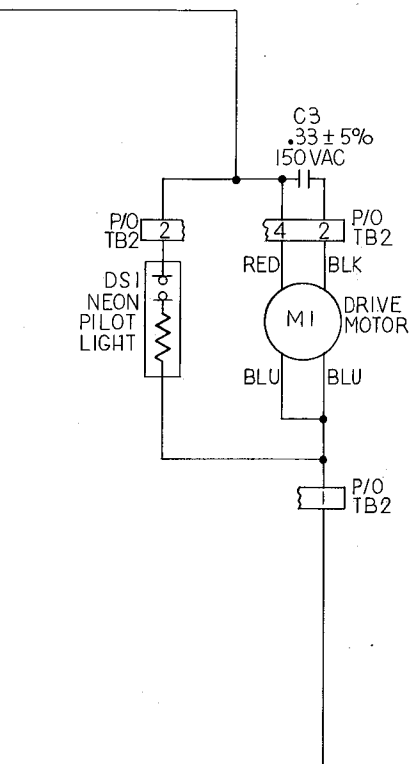 C3
.33 ± 5%
150 VAC
P/O
TB2
2
4
2
P/O
TB2
RED
BLK
DS1
NEON
PILOT
LIGHT
M1
DRIVE
MOTOR
BLU
BLU
1
P/O
TB2